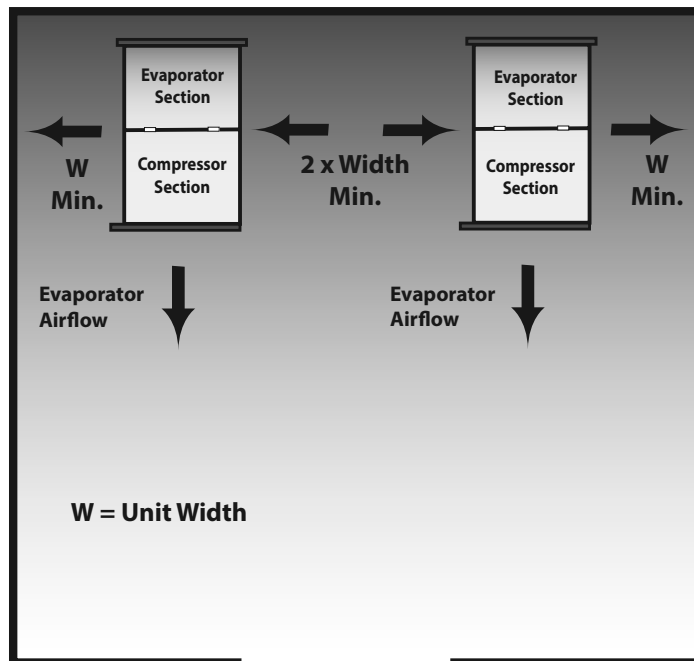 Evaporator
Section
Compressor
Section
W
Min.
2 x Width
Min.
Evaporator
Section
Compressor
Section
W
Min.
Evaporator
Airflow
Evaporator
Airflow
W = Unit Width